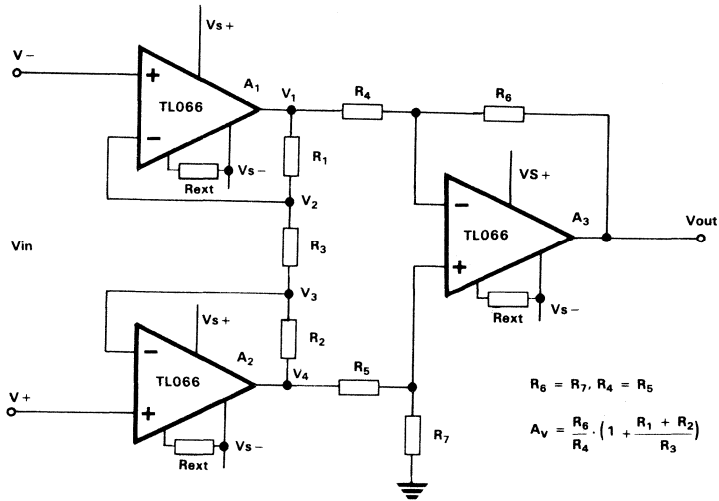 Vs+
V-
+
A1
V1
R4
R6
TL066
-
R1
Rext
Vs-
V2
VS+
-
A3
Vout
TL066
R3
Vin
+
V3
Rext
Vs-
Vs+
-
R2
A2
V4
R5
TL066
R6 = R7, R4 = R5
V+
+
R7
Vs-
Rext
Av = R6/R4 · (1 + (R1 + R2)/R3)